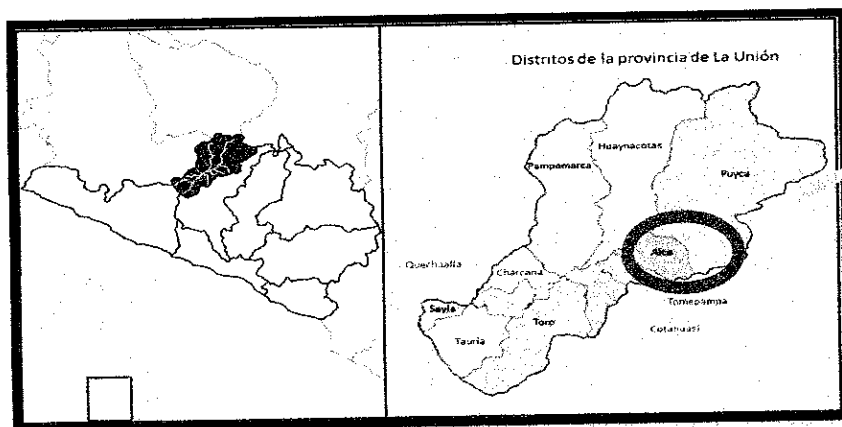 Distritos de la provincia de La Unión
Huaynacotas
Pampamarca
Puyca
Alca
Quechualla
Charcana
Tomepampa
Sayla
Toro
Cotahuasi
Tauria